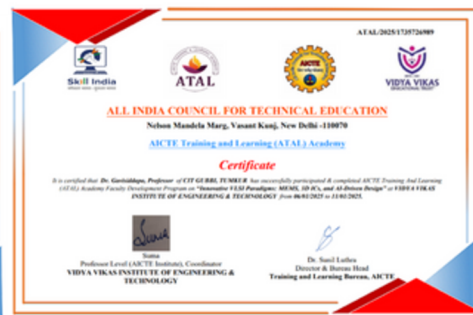 ATAL/2025/1735726989
Skill India
ATAL
AICTE
VIDYA VIKAS
EDUCATIONAL TRUST
ALL INDIA COUNCIL FOR TECHNICAL EDUCATION
Nelson Mandela Marg, Vasant Kunj, New Delhi -110070
AICTE Training and Learning (ATAL) Academy
Certificate
It is certified that Dr. Gavisiddappa, Professor of CIT GUBBI, TUMKUR has successfully participated & completed AICTE Training And Learning
(ATAL) Academy Faculty Development Program on "Innovative VLSI Paradigms: MEMS, 3D ICs, and AI-Driven Design" at VIDYA VIKAS
INSTITUTE OF ENGINEERING & TECHNOLOGY from 06/01/2025 to 11/01/2025.
Suma
Suma
Professor Level (AICTE Institute), Coordinator
VIDYA VIKAS INSTITUTE OF ENGINEERING &
TECHNOLOGY
Dr. Sunil Luthra
Director & Bureau Head
Training and Learning Bureau, AICTE